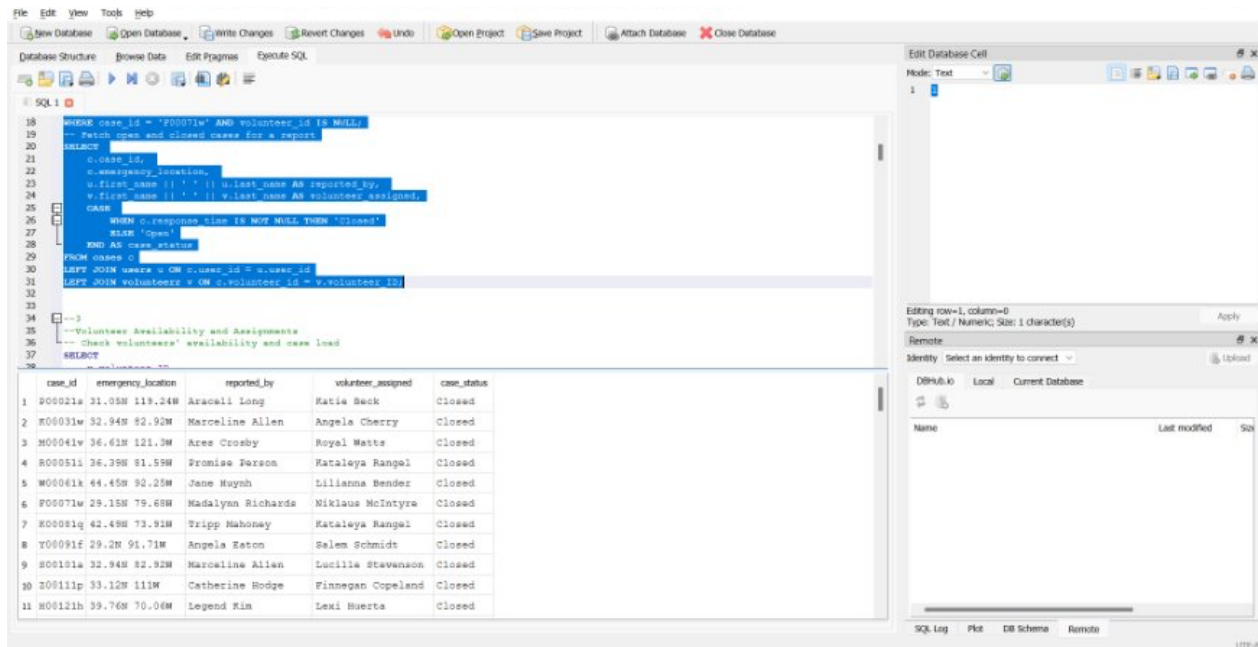 File Edit View Tools Help
New Database Open Database Write Changes Revert Changes Undo Open Project Save Project Attach Database Close Database
Database Structure Browse Data Edit Pragmas Execute SQL
SQL 1
18 WHERE case_id = 'F00071w' AND volunteer_id IS NULL;
19 -- Fetch open and closed cases for a report
20 SELECT
21 c.case_id,
22 c.emergency_location,
23 u.first_name || ' ' || u.last_name AS reported_by,
24 v.first_name || ' ' || v.last_name AS volunteer_assigned,
25 CASE
26 WHEN c.response_time IS NOT NULL THEN 'Closed'
27 ELSE 'Open'
28 END AS case_status
29 FROM cases c
30 LEFT JOIN users u ON c.user_id = u.user_id
31 LEFT JOIN volunteers v ON c.volunteer_id = v.volunteer_ID;
32
33
34 --3
35 --Volunteer Availability and Assignments
36 -- Check volunteers' availability and case load
37 SELECT
case_id emergency_location reported_by volunteer_assigned case_status
1 31.05N 119.24W Araceli Long Katie Beck Closed
2 32.94N 82.92W Marceline Allen Angela Cherry Closed
3 M00041v 36.61N 121.3W Ares Crosby Royal Watts Closed
4 R00051i 36.39N 81.59W Promise Person Kataleya Rangel Closed
5 W00061k 44.45N 92.25W Jane Huynh Lilianna Bender Closed
6 F00071w 29.15N 79.68W Madalynn Richards Niklaus McIntyre Closed
7 42.49N 73.91W Tripp Mahoney Kataleya Rangel Closed
8 Y00091f 29.2N 91.71W Angela Eaton Salem Schmidt Closed
9 S00101a 32.94N 82.92W Marceline Allen Lucille Stevenson Closed
10 Z00111p 33.12N 111W Catherine Hodge Finnegan Copeland Closed
11 H00121h 39.76N 70.06W Legend Kim Lexi Huerta Closed
Edit Database Cell
Mode: Text
1 1
Editing row=1, column=0
Type: Text / Numeric; Size: 1 character(s)
Apply
Remote
Identity Select an identity to connect Upload
DBHub.io Local Current Database
Name Last modified Size
SQL Log Plot DB Schema Remote